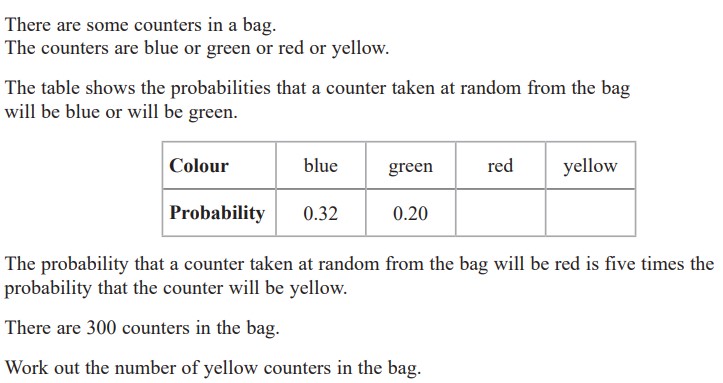 There are some counters in a bag.
The counters are blue or green or red or yellow.
The table shows the probabilities that a counter taken at random from the bag
will be blue or will be green.
Colour blue green red yellow
Probability 0.32 0.20
The probability that a counter taken at random from the bag will be red is five times the
probability that the counter will be yellow.
There are 300 counters in the bag.
Work out the number of yellow counters in the bag.